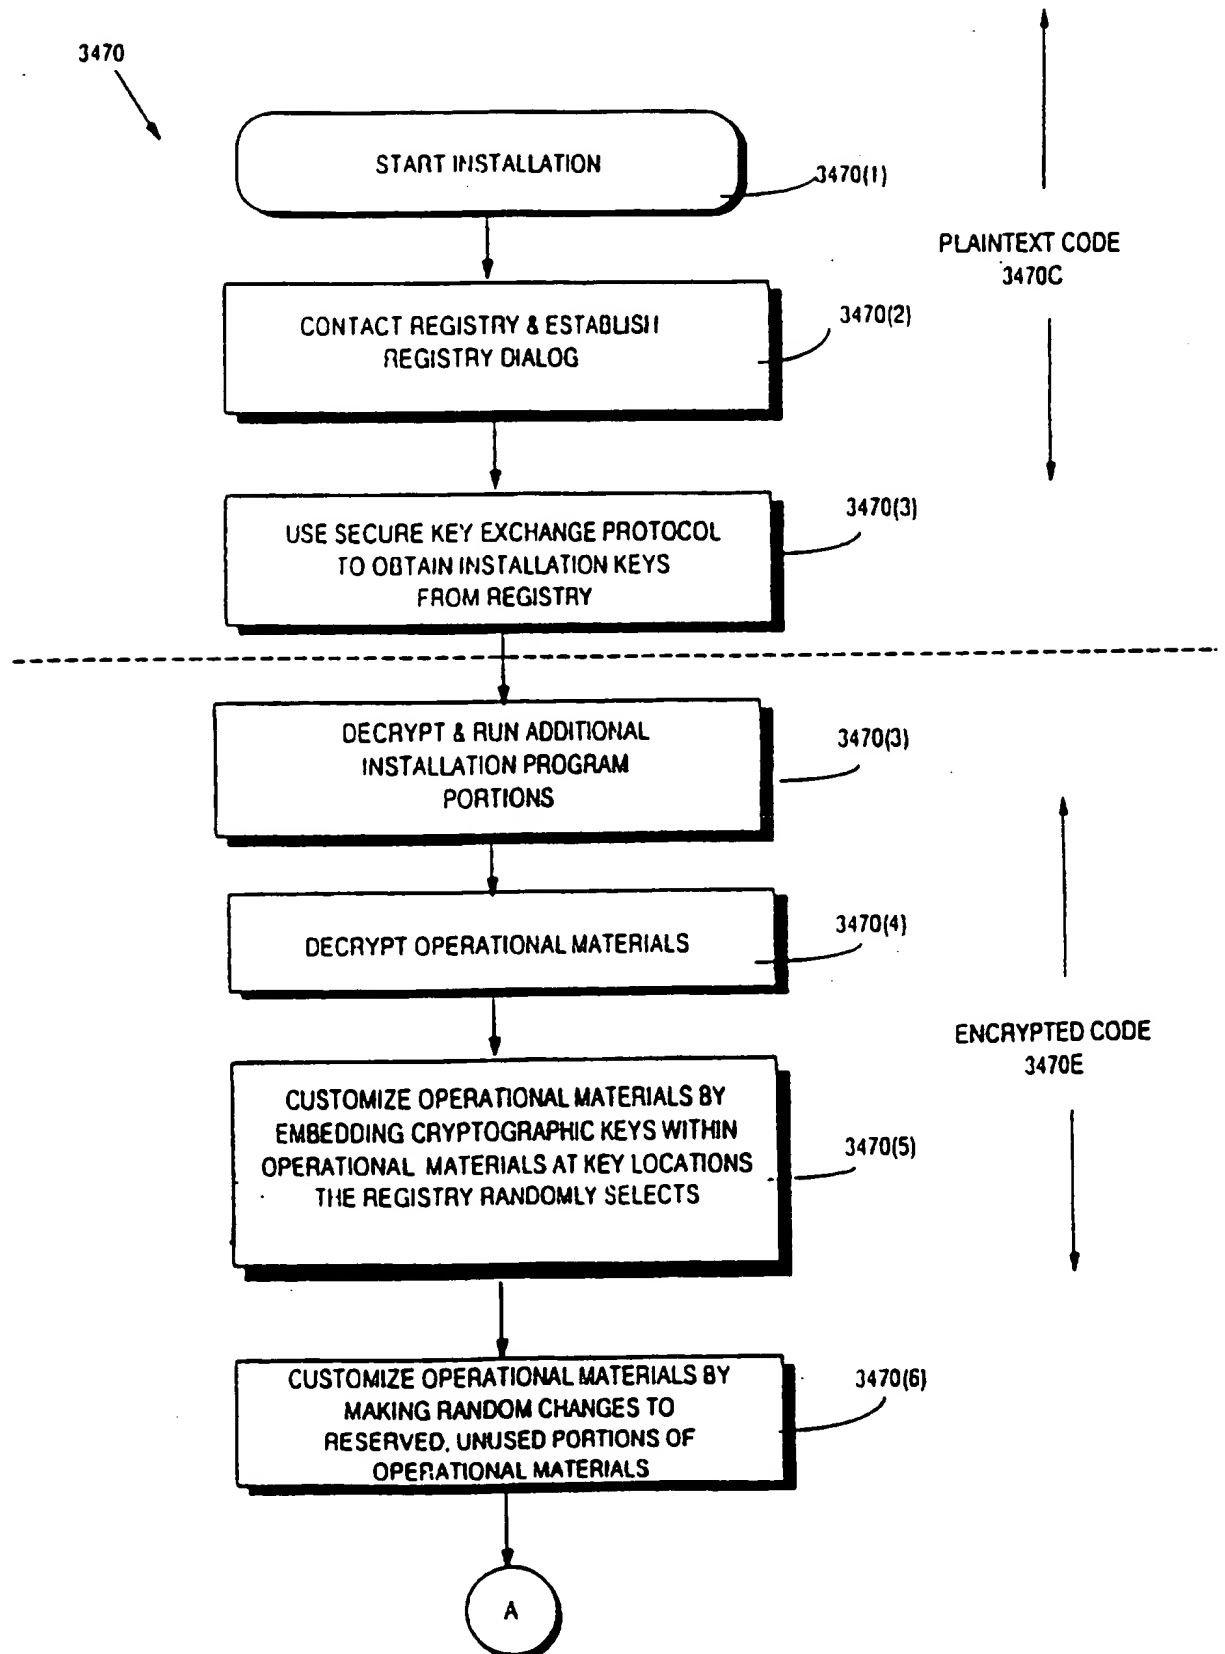 3470
START INSTALLATION
3470(1)
PLAINTEXT CODE
3470C
CONTACT REGISTRY & ESTABLISH
REGISTRY DIALOG
3470(2)
USE SECURE KEY EXCHANGE PROTOCOL
TO OBTAIN INSTALLATION KEYS
FROM REGISTRY
3470(3)
DECRYPT & RUN ADDITIONAL
INSTALLATION PROGRAM
PORTIONS
3470(3)
DECRYPT OPERATIONAL MATERIALS
3470(4)
ENCRYPTED CODE
3470E
CUSTOMIZE OPERATIONAL MATERIALS BY
EMBEDDING CRYPTOGRAPHIC KEYS WITHIN
OPERATIONAL MATERIALS AT KEY LOCATIONS
THE REGISTRY RANDOMLY SELECTS
3470(5)
CUSTOMIZE OPERATIONAL MATERIALS BY
MAKING RANDOM CHANGES TO
RESERVED, UNUSED PORTIONS OF
OPERATIONAL MATERIALS
3470(6)
A